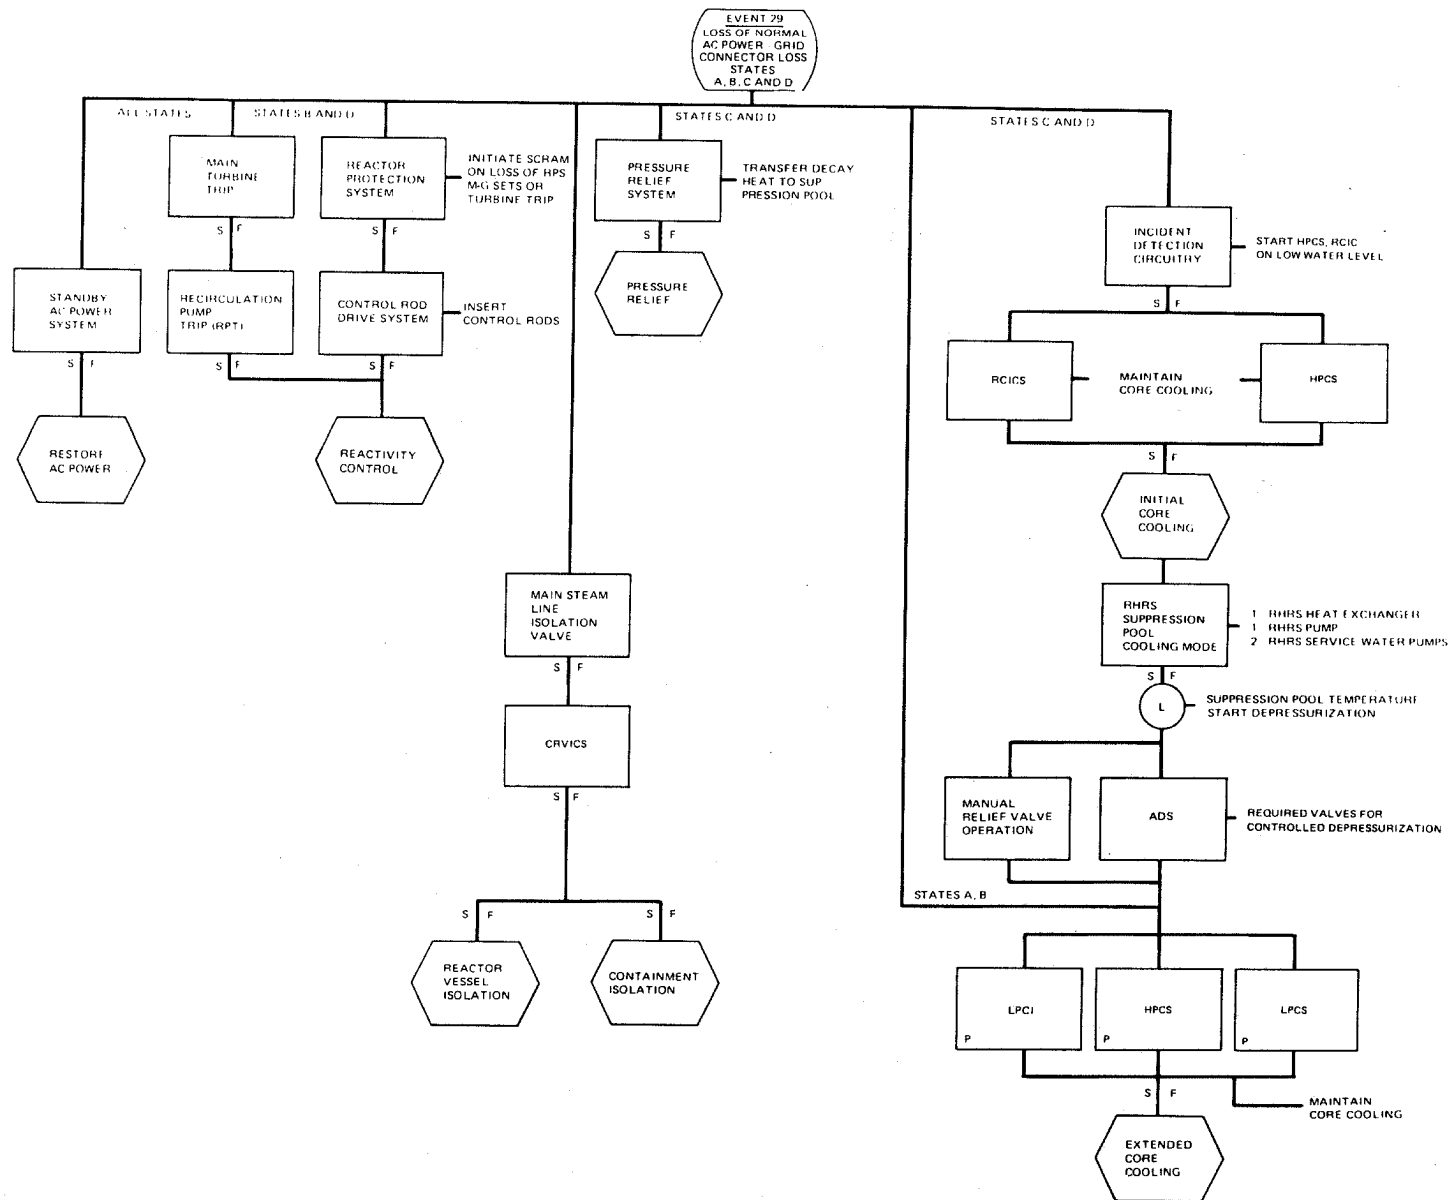 EVENT 29
LOSS OF NORMAL
AC POWER - GRID
CONNECTOR LOSS
STATES
A, B, C AND D
ALL STATES
STATES B AND D
STATES C AND D
STATES C AND D
MAIN
TURBINE
TRIP
REACTOR
PROTECTION
SYSTEM
INITIATE SCRAM
ON LOSS OF RPS
M-G SETS OR
TURBINE TRIP
PRESSURE
RELIEF
SYSTEM
TRANSFER DECAY
HEAT TO SUP
PRESSION POOL
INCIDENT
DETECTION
CIRCUITRY
START HPCS, RCIC
ON LOW WATER LEVEL
S F
S F
S F
STANDBY
AC POWER
SYSTEM
RECIRCULATION
PUMP
TRIP (RPT)
CONTROL ROD
DRIVE SYSTEM
INSERT
CONTROL RODS
PRESSURE
RELIEF
S F
S F
S F
S F
RCICS
MAINTAIN
CORE COOLING
HPCS
RESTORE
AC POWER
REACTIVITY
CONTROL
S F
INITIAL
CORE
COOLING
MAIN STEAM
LINE
ISOLATION
VALVE
S F
RHRS
SUPPRESSION
POOL
COOLING MODE
1 RHRS HEAT EXCHANGER
1 RHRS PUMP
2 RHRS SERVICE WATER PUMPS
S F
L
SUPPRESSION POOL TEMPERATURE
START DEPRESSURIZATION
CRVICS
S F
MANUAL
RELIEF VALVE
OPERATION
ADS
REQUIRED VALVES FOR
CONTROLLED DEPRESSURIZATION
STATES A, B
S F
S F
REACTOR
VESSEL
ISOLATION
CONTAINMENT
ISOLATION
LPCI
P
HPCS
P
LPCS
P
S F
MAINTAIN
CORE COOLING
EXTENDED
CORE
COOLING